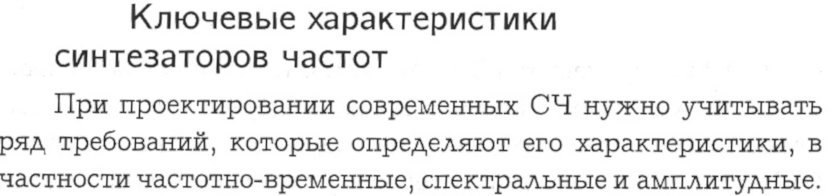 Ключевые характеристики
синтезаторов частот
При проектировании современных СЧ нужно учитывать
ряд требований, которые определяют его характеристики, в
частности частотно-временные, спектральные и амплитудные.